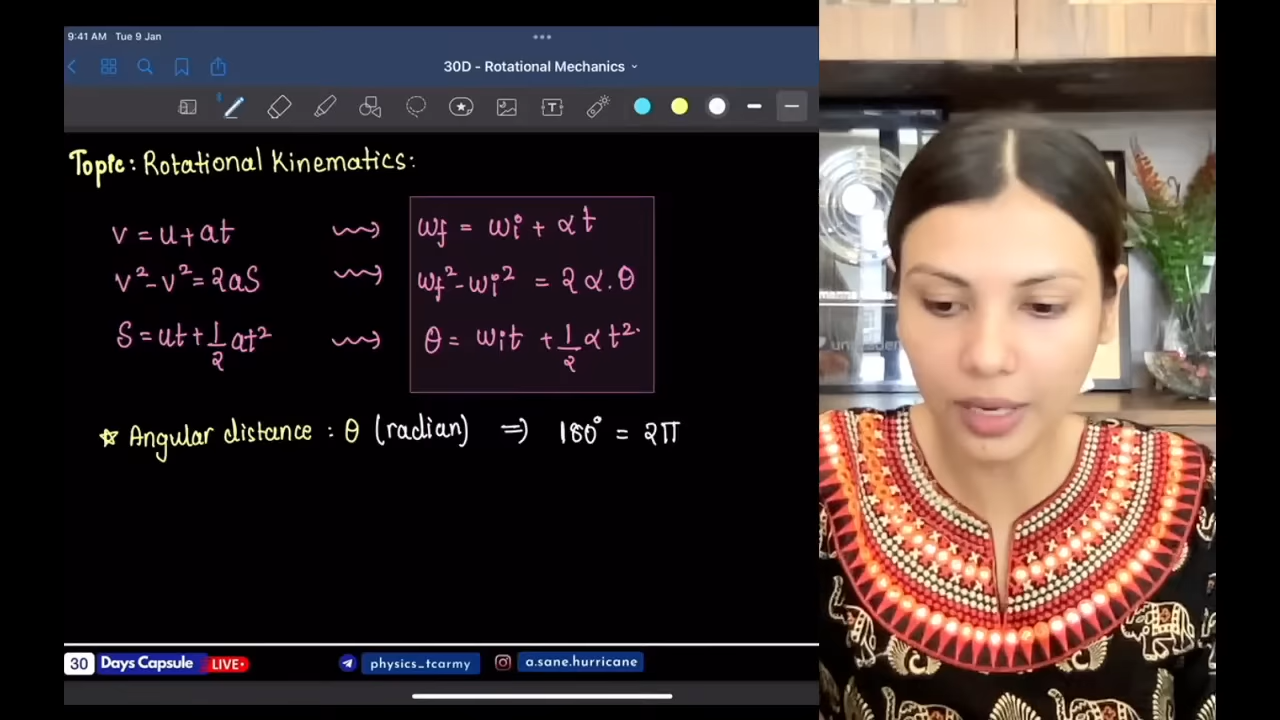 9:41 AM Tue 9 Jan
30D - Rotational Mechanics
Topic: Rotational Kinematics:
v = u + at ⇝ ωf = ωi + αt
v² - v² = 2aS ⇝ ωf² - ωi² = 2α.θ
S = ut + 1/2 at² ⇝ θ = ωit + 1/2 αt².
☆ Angular distance : θ (radian) ⇒ 180° = 2π
30 Days Capsule LIVE physics_tcarmy a.sane.hurricane